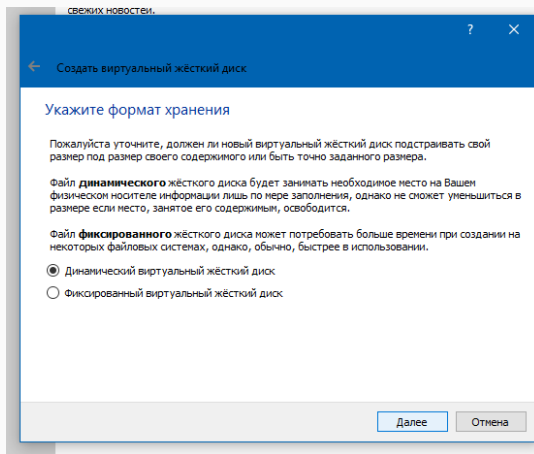 свежих новостей.
?
Создать виртуальный жёсткий диск
Укажите формат хранения
Пожалуйста уточните, должен ли новый виртуальный жёсткий диск подстраивать свой
размер под размер своего содержимого или быть точно заданного размера.
Файл динамического жёсткого диска будет занимать необходимое место на Вашем
физическом носителе информации лишь по мере заполнения, однако не сможет уменьшиться в
размере если место, занятое его содержимым, освободится.
Файл фиксированного жёсткого диска может потребовать больше времени при создании на
некоторых файловых системах, однако, обычно, быстрее в использовании.
Динамический виртуальный жёсткий диск
Фиксированный виртуальный жёсткий диск
Далее Отмена